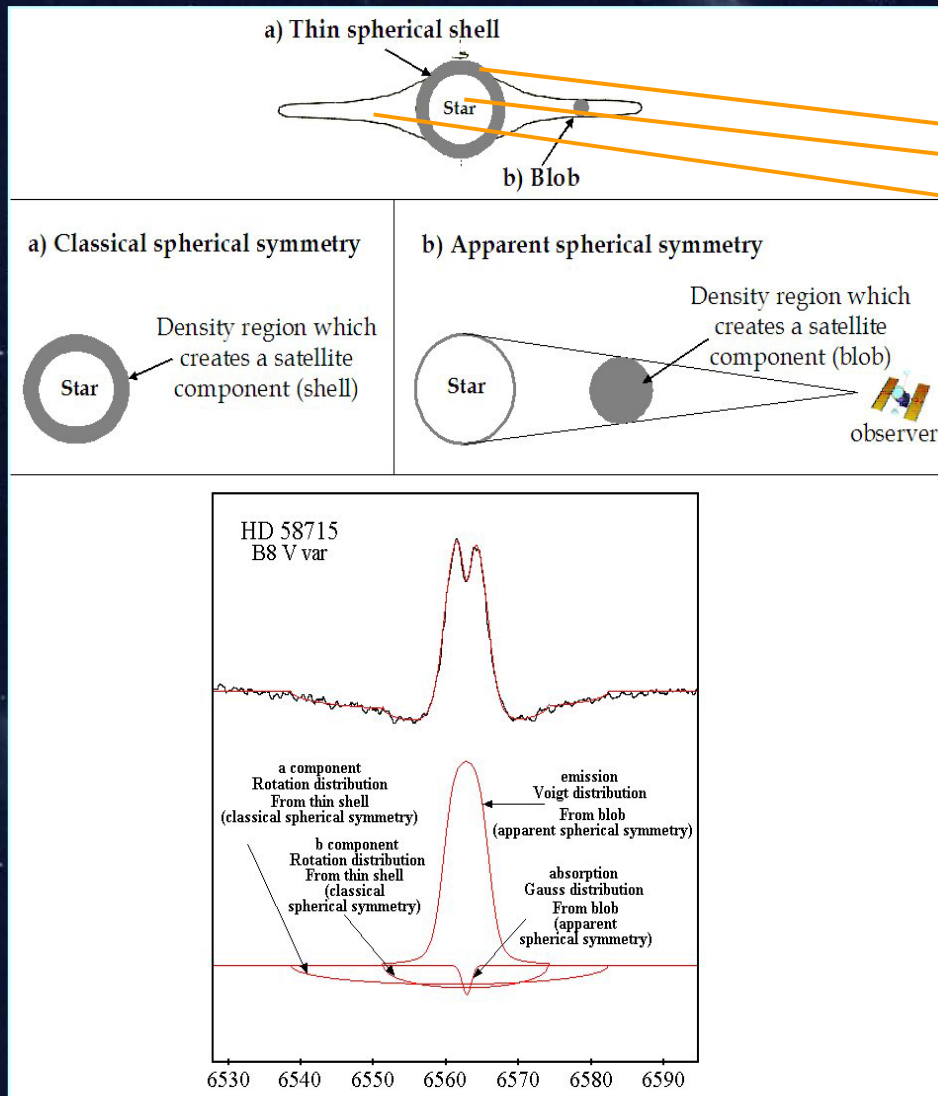 a) Thin spherical shell
Star
b) Blob
a) Classical spherical symmetry
Density region which
creates a satellite
component (shell)
Star
b) Apparent spherical symmetry
Density region which
creates a satellite
component (blob)
Star
observer
HD 58715
B8 V var
a component
Rotation distribution
From thin shell
(classical spherical symmetry)
b component
Rotation distribution
From thin shell
(classical
spherical symmetry)
emission
Voigt distribution
From blob
(apparent spherical symmetry)
absorption
Gauss distribution
From blob
(apparent
spherical symmetry)
6530 6540 6550 6560 6570 6580 6590